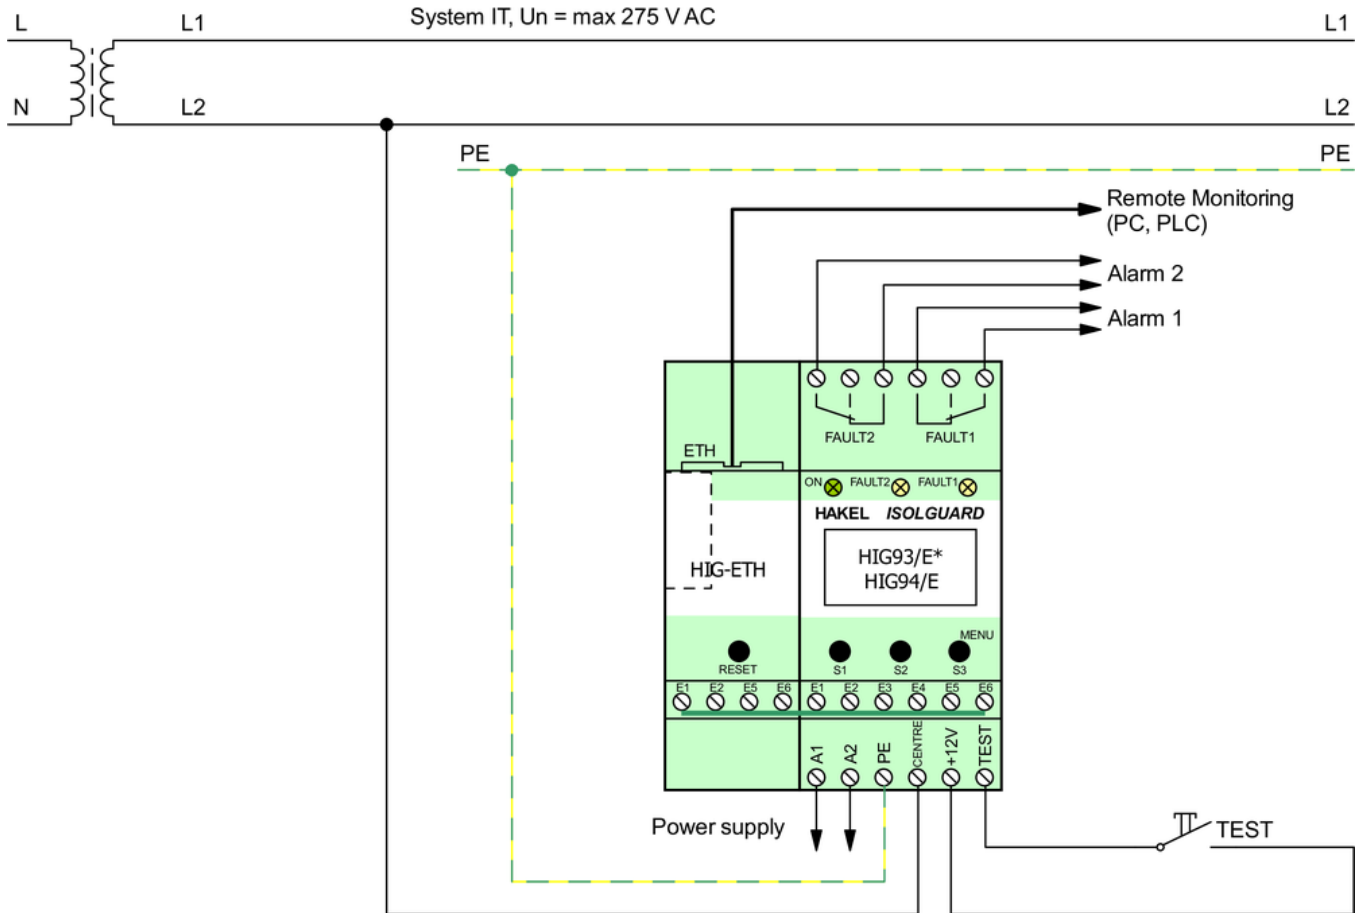 L L1 System IT, Un = max 275 V AC L1
N L2 L2
PE PE
Remote Monitoring
(PC, PLC)
Alarm 2
Alarm 1
FAULT2 FAULT1
ETH
ON FAULT2 FAULT1
HAKEL ISOLGUARD
HIG93/E*
HIG94/E
HIG-ETH
MENU
RESET S1 S2 S3
E1 E2 E5 E6 E1 E2 E3 E4 E5 E6
A1 A2 PE CENTRE +12V TEST
Power supply
TEST